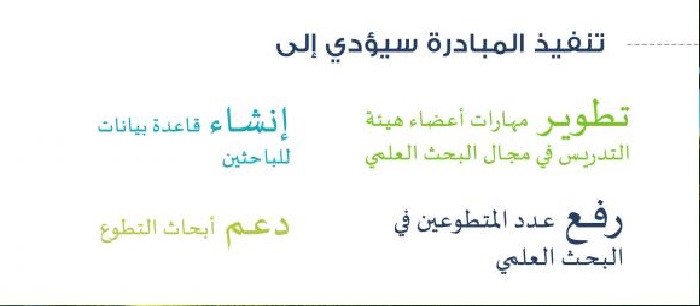 تنفيذ المبادرة سيؤدي إلى
تطوير مهارات أعضاء هيئة
التدريس في مجال البحث العلمي
إنشاء قاعدة بيانات
للباحثين
رفع عدد المتطوعين في
البحث العلمي
دعم أبحاث التطوع